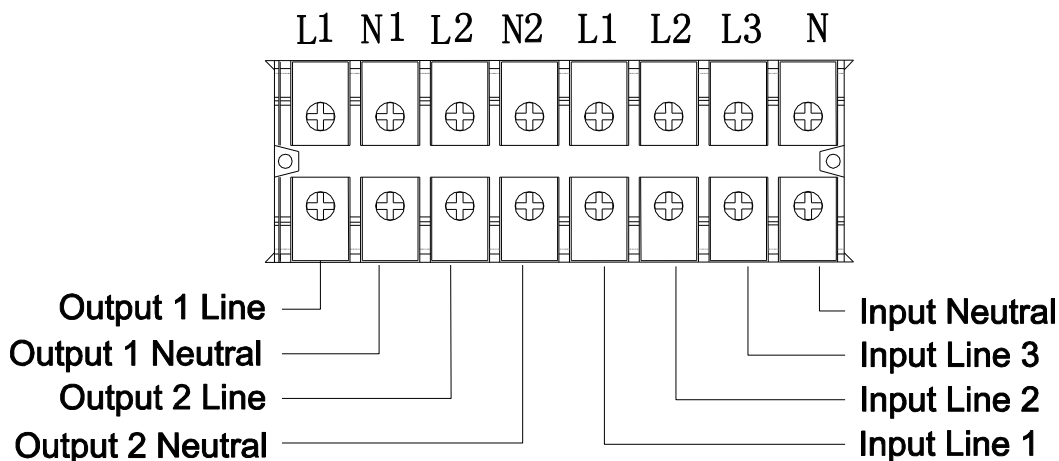 L1 N1 L2 N2 L1 L2 L3 N
Output 1 Line
Output 1 Neutral
Output 2 Line
Output 2 Neutral
Input Neutral
Input Line 3
Input Line 2
Input Line 1